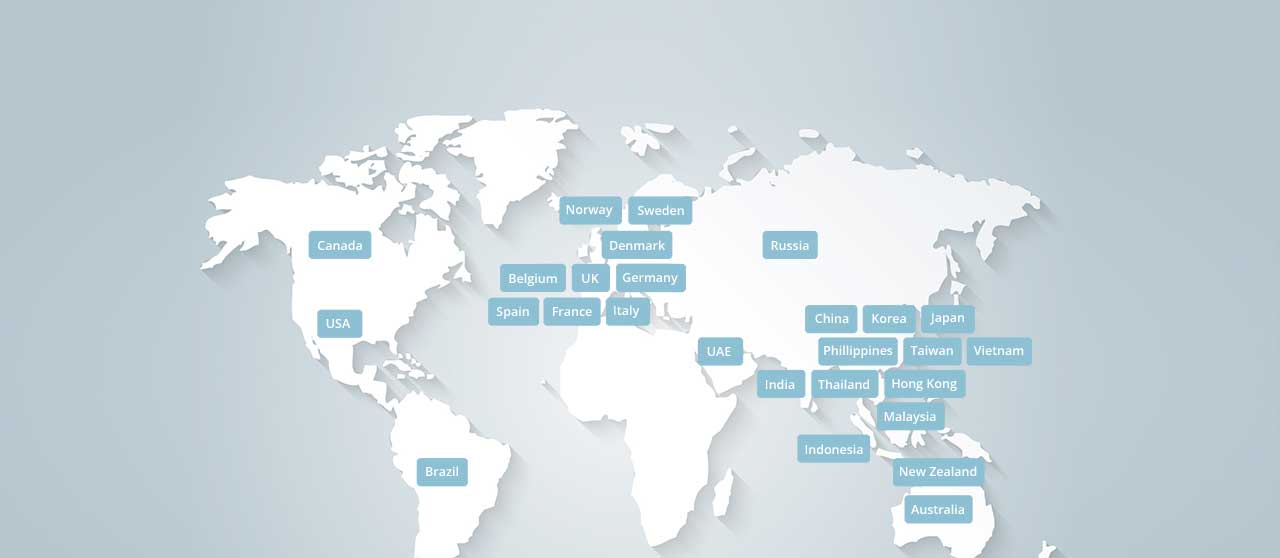 Norway
Sweden
Canada
Denmark
Russia
Belgium
UK
Germany
Spain
France
Italy
China
Korea
Japan
USA
UAE
Phillippines
Taiwan
Vietnam
India
Thailand
Hong Kong
Malaysia
Indonesia
Brazil
New Zealand
Australia